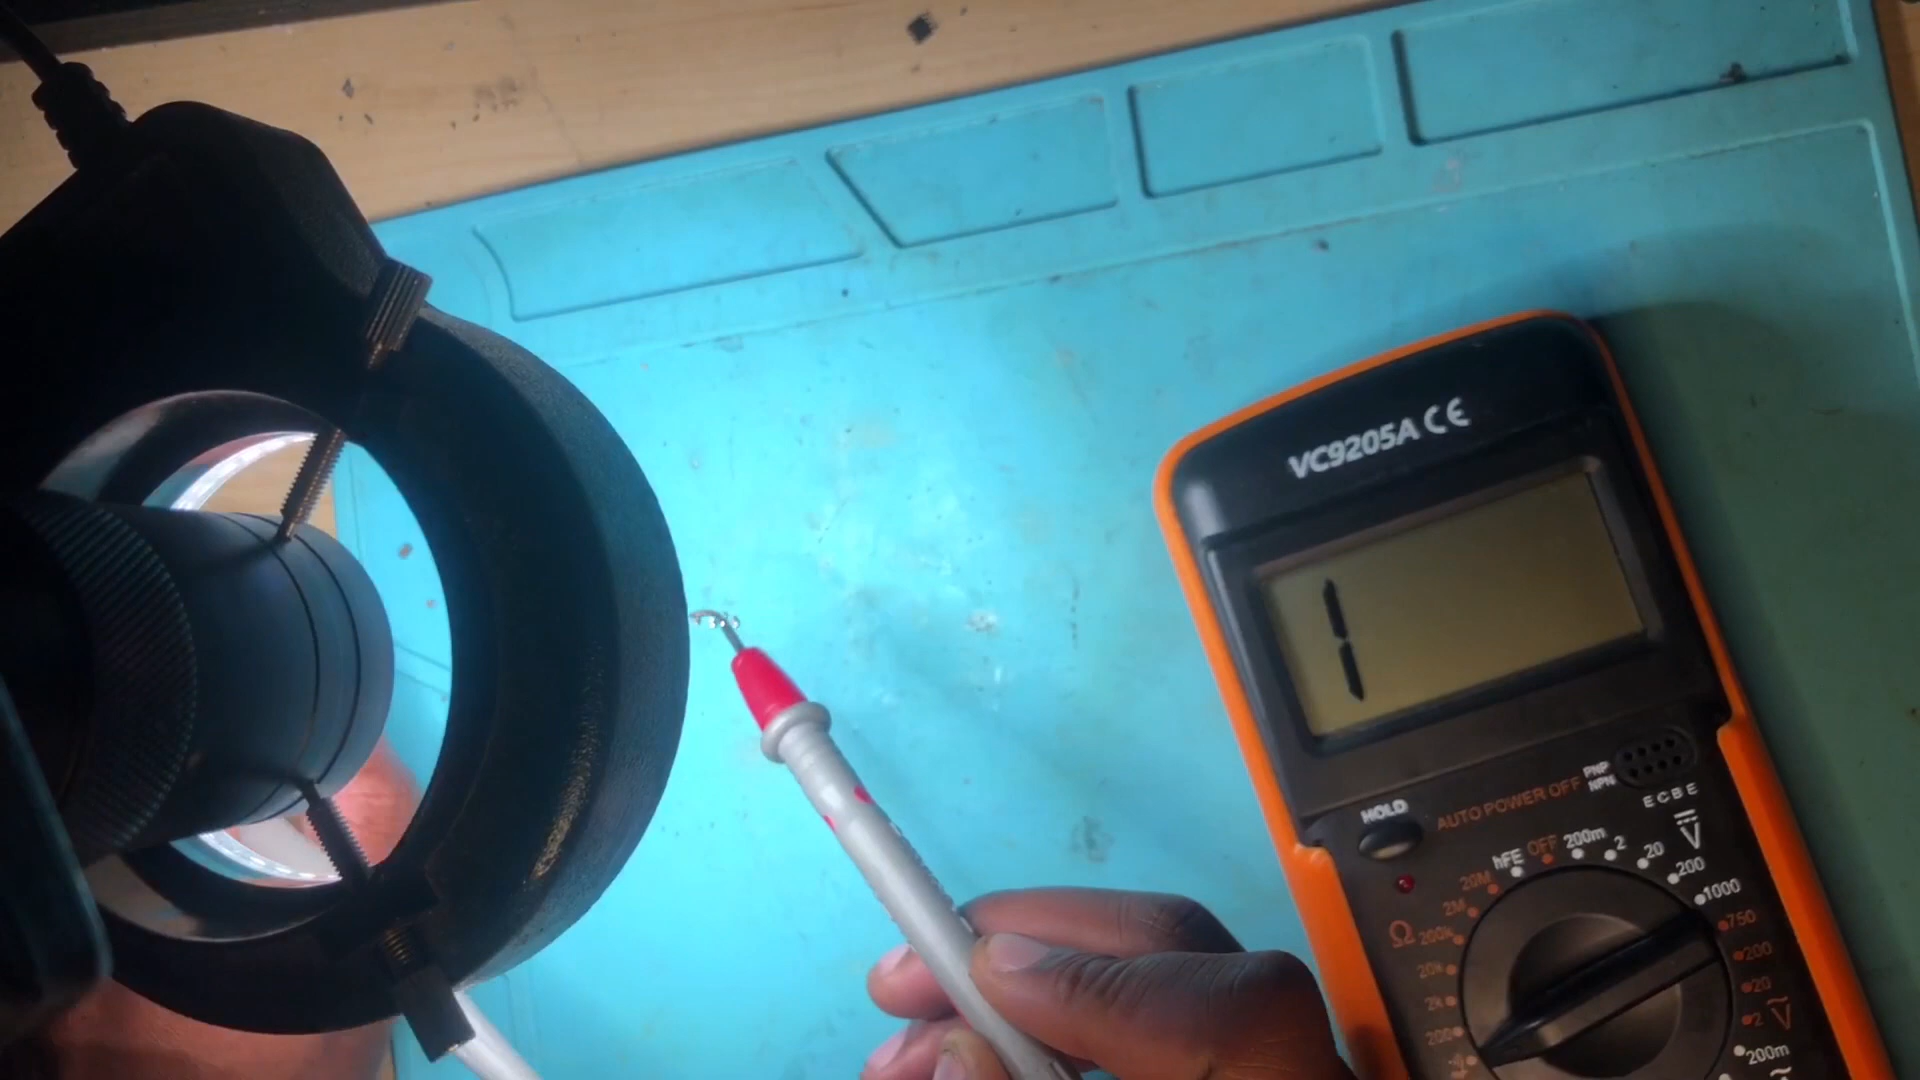 VC9205A CE
1
PNP
NPN
E C B E
HOLD
AUTO POWER OFF
hFE
OFF
200m
2
20
200
1000
V
20M
2M
200k
20k
2k
200
Ω
750
200
20
2
V
200m